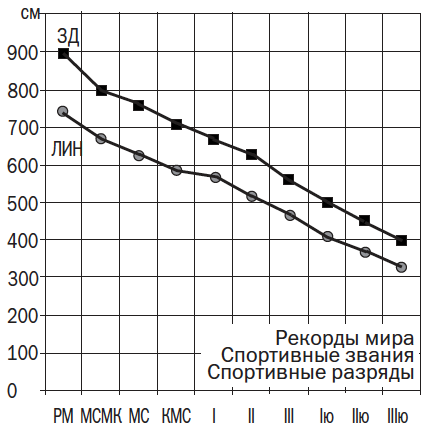 см
ЗД
900
800
700
ЛИН
600
500
400
300
200
100
0
Рекорды мира
Спортивные звания
Спортивные разряды
РМ МСМК МС КМС I II III Iю IIю IIIю